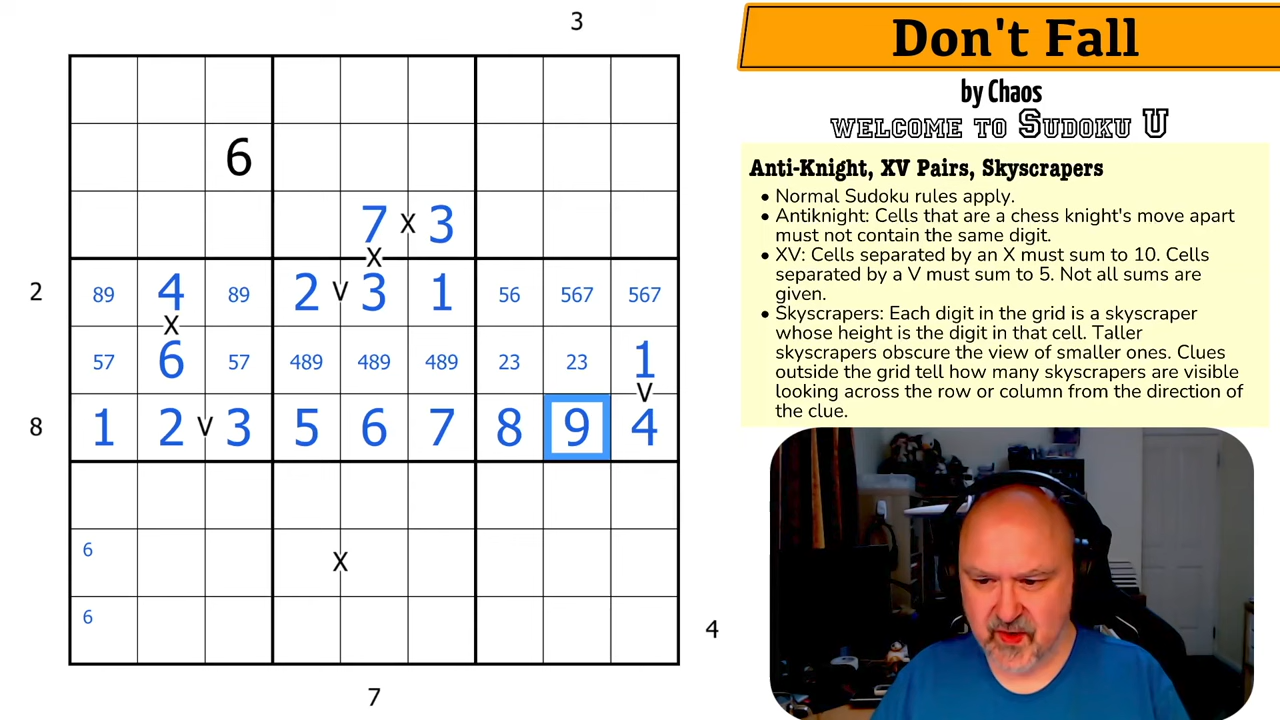 3
6
7 X 3
X
2 89 4 89 2 V 3 1 56 567 567
X
57 6 57 489 489 489 23 23 1
V
8 1 2 V 3 5 6 7 8 9 4
6
X
6
4
7
Don't Fall
by Chaos
WELCOME TO SUDOKU U
Anti-Knight, XV Pairs, Skyscrapers
• Normal Sudoku rules apply.
• Antiknight: Cells that are a chess knight's move apart
must not contain the same digit.
• XV: Cells separated by an X must sum to 10. Cells
separated by a V must sum to 5. Not all sums are
given.
• Skyscrapers: Each digit in the grid is a skyscraper
whose height is the digit in that cell. Taller
skyscrapers obscure the view of smaller ones. Clues
outside the grid tell how many skyscrapers are visible
looking across the row or column from the direction of
the clue.